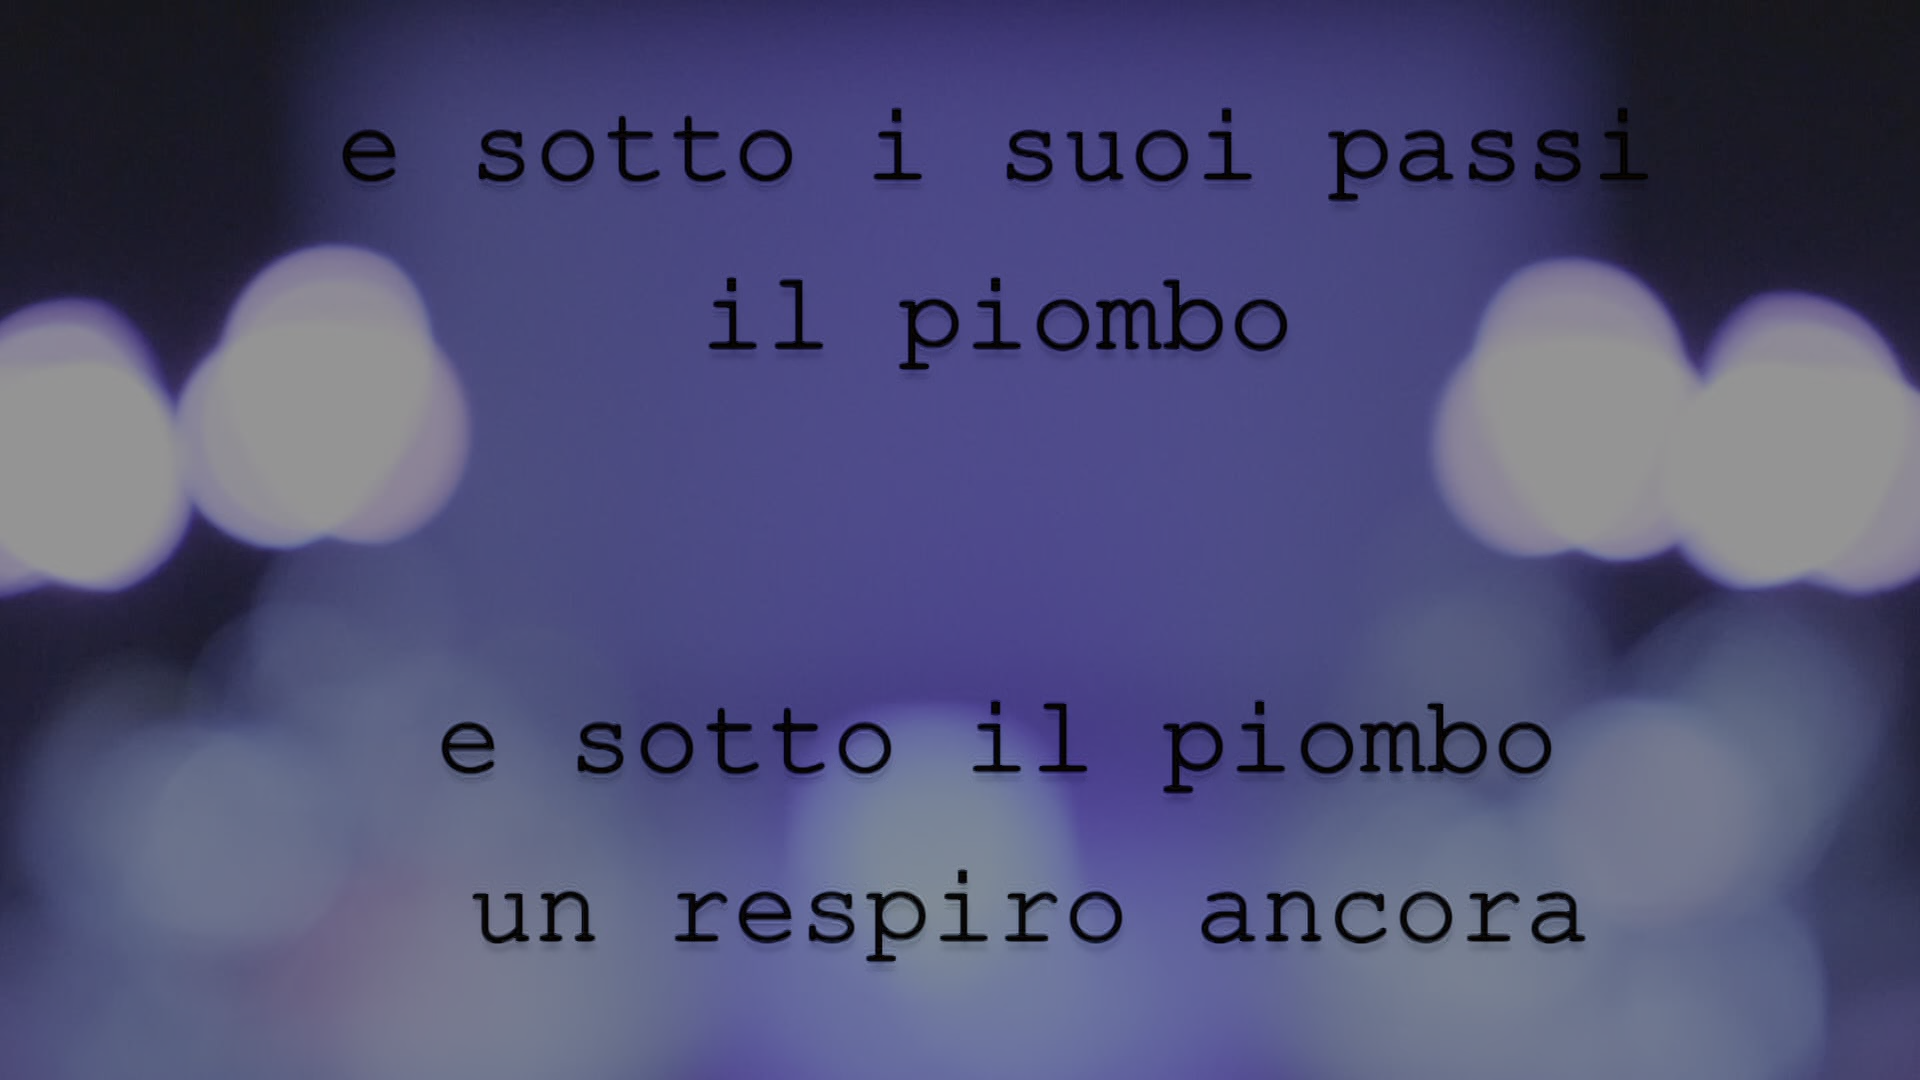 e sotto i suoi passi
il piombo
e sotto il piombo
un respiro ancora